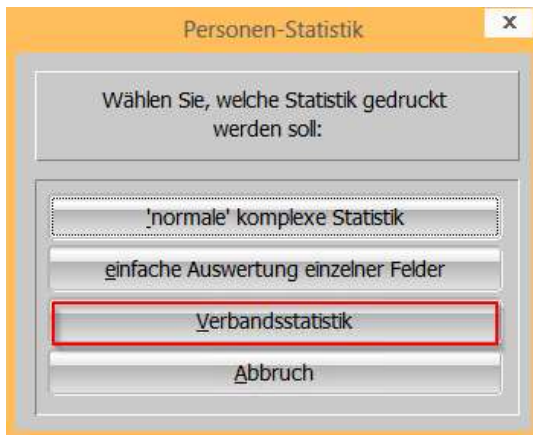 Personen-Statistik
x
Wählen Sie, welche Statistik gedruckt
werden soll:
'normale' komplexe Statistik
einfache Auswertung einzelner Felder
Verbandsstatistik
Abbruch